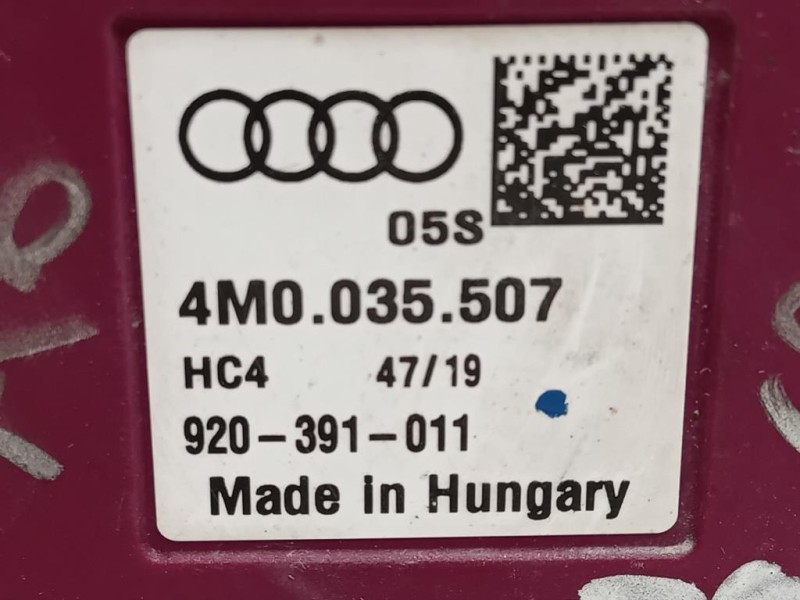 05S
4M0.035.507
HC4 47/19
920-391-011
Made in Hungary